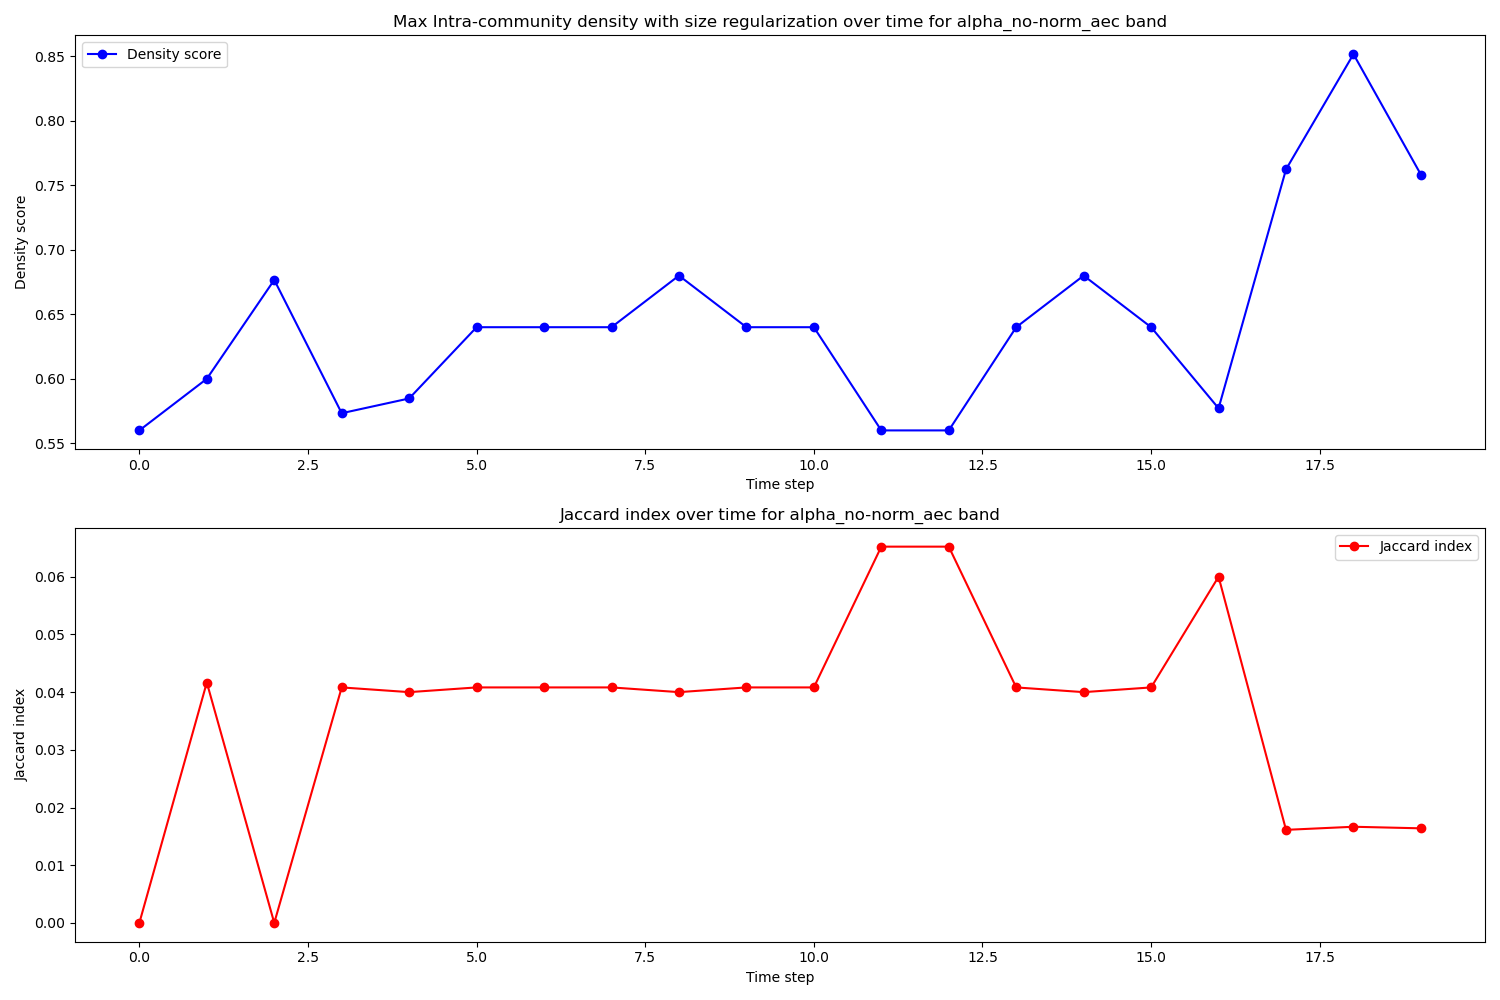 Max Intra-community density with size regularization over time for alpha_no-norm_aec band
Density score
0.85
0.80
0.75
0.70
0.65
0.60
0.55
Density score
0.0 2.5 5.0 7.5 10.0 12.5 15.0 17.5
Time step
Jaccard index over time for alpha_no-norm_aec band
Jaccard index
0.06
0.05
0.04
0.03
0.02
0.01
0.00
Jaccard index
0.0 2.5 5.0 7.5 10.0 12.5 15.0 17.5
Time step